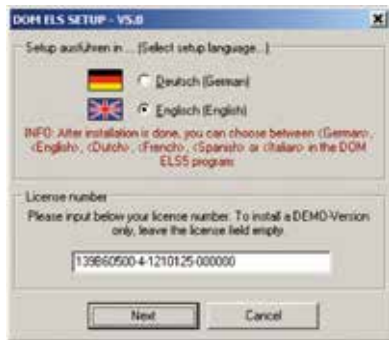 DOM ELS SETUP - V5.0
Setup ausführen in ... (Select setup language...)
Deutsch (German)
Englisch (English)
INFO: After installation is done, you can choose between <German>,
<English>, <Dutch>, <French>, <Spanish> or <Italian> in the DOM
ELS5 program
License number
Please input below your license number. To install a DEMO-Version
only, leave the license field empty.
139B60500-4-1210125-000000
Next
Cancel